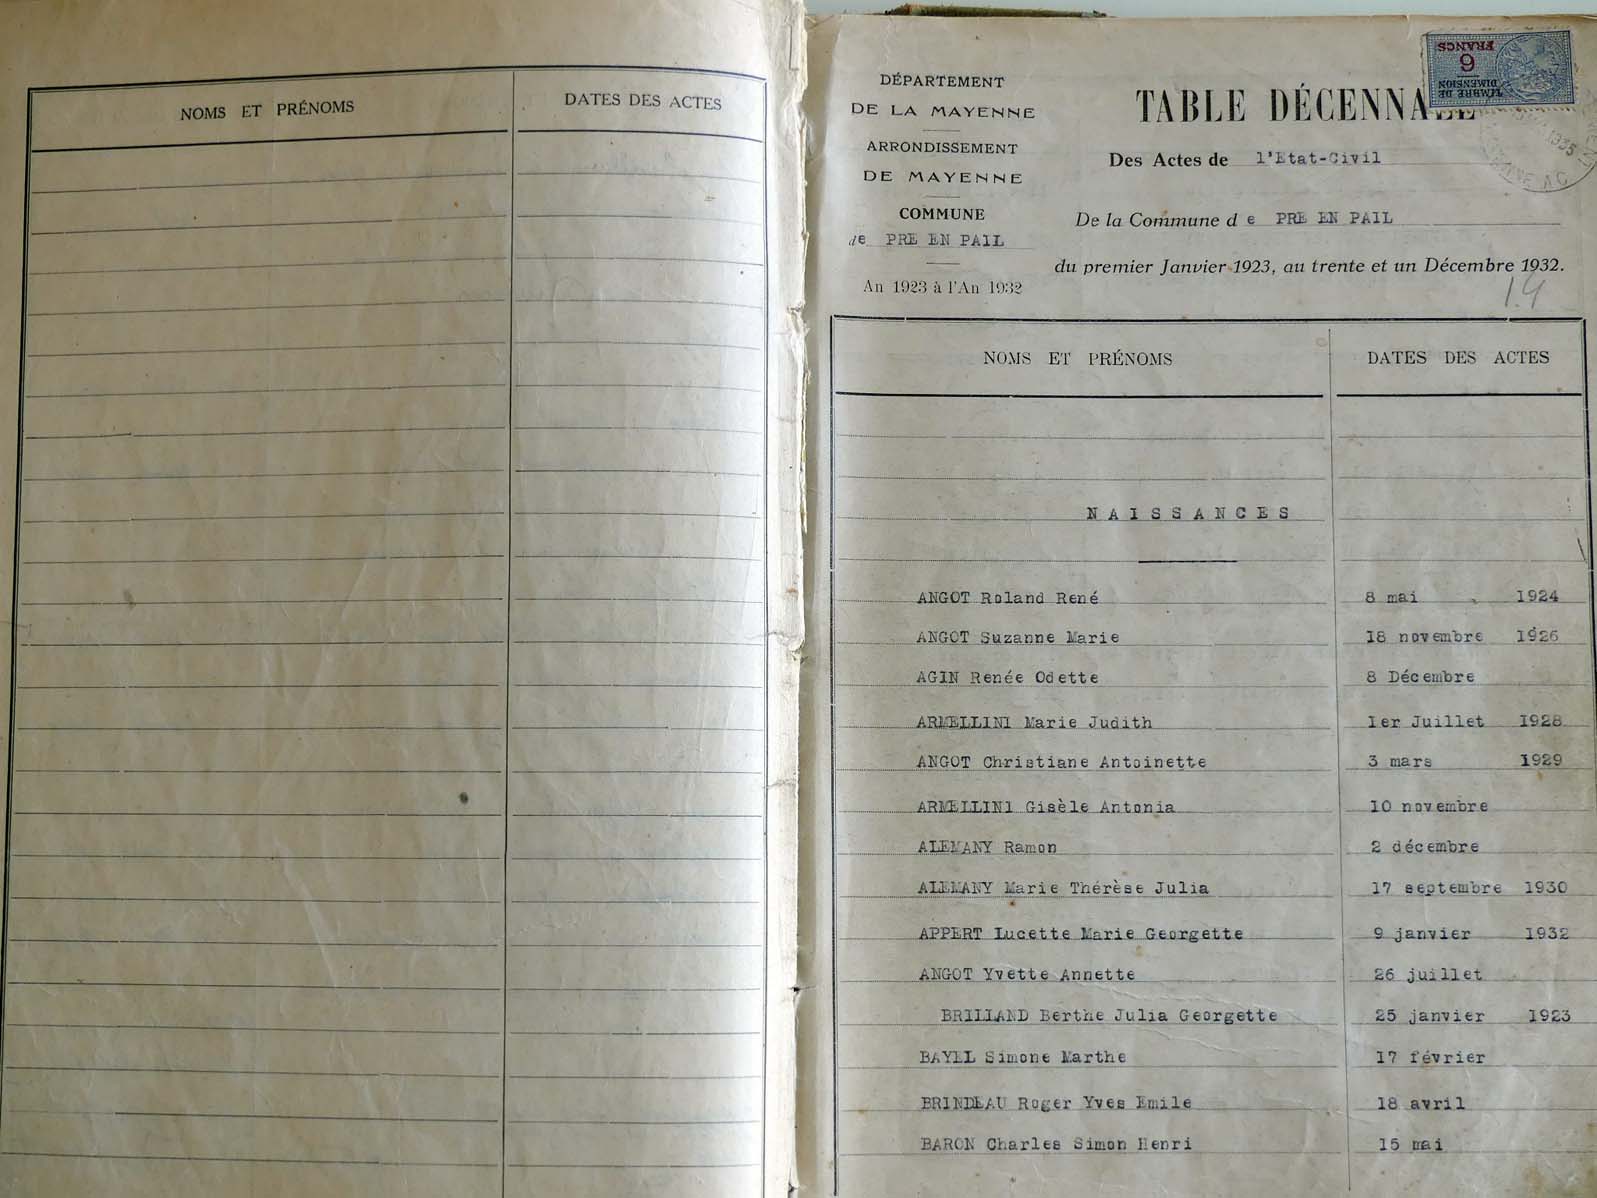 NOMS ET PRÉNOMS
DATES DES ACTES
DÉPARTEMENT
DE LA MAYENNE
ARRONDISSEMENT
DE MAYENNE
COMMUNE
de PRE EN PAIL
An 1923 à l'An 1932
TABLE DÉCENNALE
Des Actes de l'Etat-Civil
De la Commune de PRE EN PAIL
du premier Janvier 1923, au trente et un Décembre 1932.
TIMBRE DE
DIMENSION
6
FRANCS
1935
NOMS ET PRÉNOMS
DATES DES ACTES
NAISSANCES
ANGOT Roland René 8 mai 1924
ANGOT Suzanne Marie 18 novembre 1926
AGIN Renée Odette 8 Décembre
ARMELLINI Marie Judith 1er Juillet 1928
ANGOT Christiane Antoinette 3 mars 1929
ARMELLINI Gisèle Antonia 10 novembre
ALEMANY Ramon 2 décembre
ALEMANY Marie Thérèse Julia 17 septembre 1930
APPERT Lucette Marie Georgette 9 janvier 1932
ANGOT Yvette Annette 26 juillet
BRILLAND Berthe Julia Georgette 25 janvier 1923
BAYEL Simone Marthe 17 février
BRINDEAU Roger Yves Emile 18 avril
BARON Charles Simon Henri 15 mai